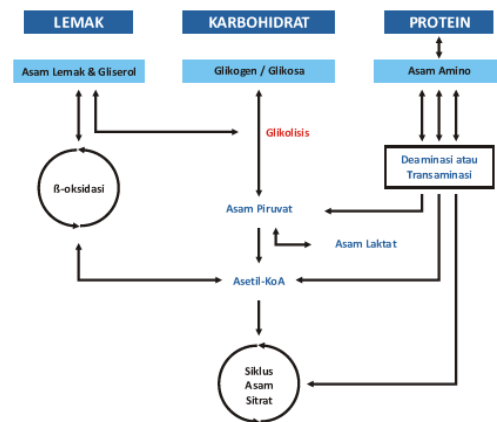 LEMAK
KARBOHIDRAT
PROTEIN
Asam Lemak & Gliserol
Glikogen / Glikosa
Asam Amino
Glikolisis
ß-oksidasi
Deaminasi atau
Transaminasi
Asam Piruvat
Asam Laktat
Asetil-KoA
Siklus
Asam
Sitrat